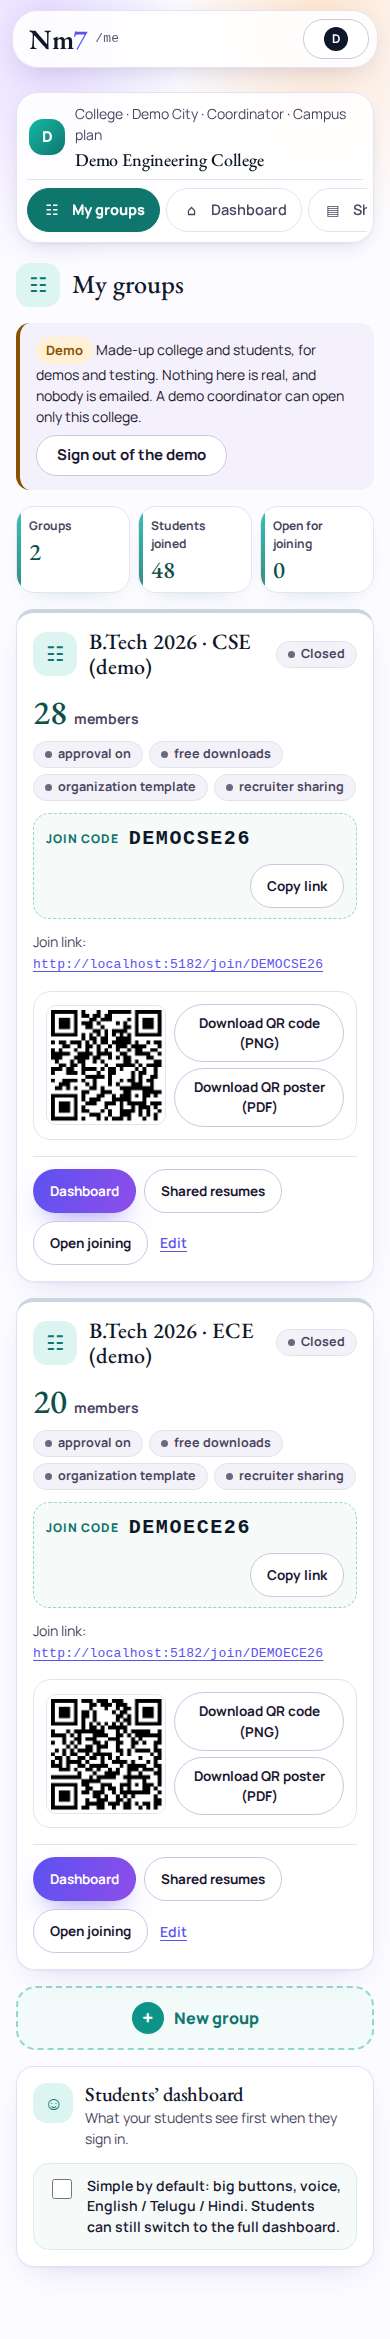 Nm7 /me
D
College · Demo City · Coordinator · Campus
plan
D
Demo Engineering College
My groups
Dashboard
My groups
Demo Made-up college and students, for
demos and testing. Nothing here is real, and
nobody is emailed. A demo coordinator can open
only this college.
Sign out of the demo
Groups
2
Students
joined
48
Open for
joining
0
B.Tech 2026 · CSE
(demo)
Closed
28 members
approval on
free downloads
organization template
recruiter sharing
JOIN CODE DEMOCSE26
Copy link
Join link:
http://localhost:5182/join/DEMOCSE26
Download QR code
(PNG)
Download QR poster
(PDF)
Dashboard
Shared resumes
Open joining
Edit
B.Tech 2026 · ECE
(demo)
Closed
20 members
approval on
free downloads
organization template
recruiter sharing
JOIN CODE DEMOECE26
Copy link
Join link:
http://localhost:5182/join/DEMOECE26
Download QR code
(PNG)
Download QR poster
(PDF)
Dashboard
Shared resumes
Open joining
Edit
+ New group
Students’ dashboard
What your students see first when they
sign in.
Simple by default: big buttons, voice,
English / Telugu / Hindi. Students
can still switch to the full dashboard.